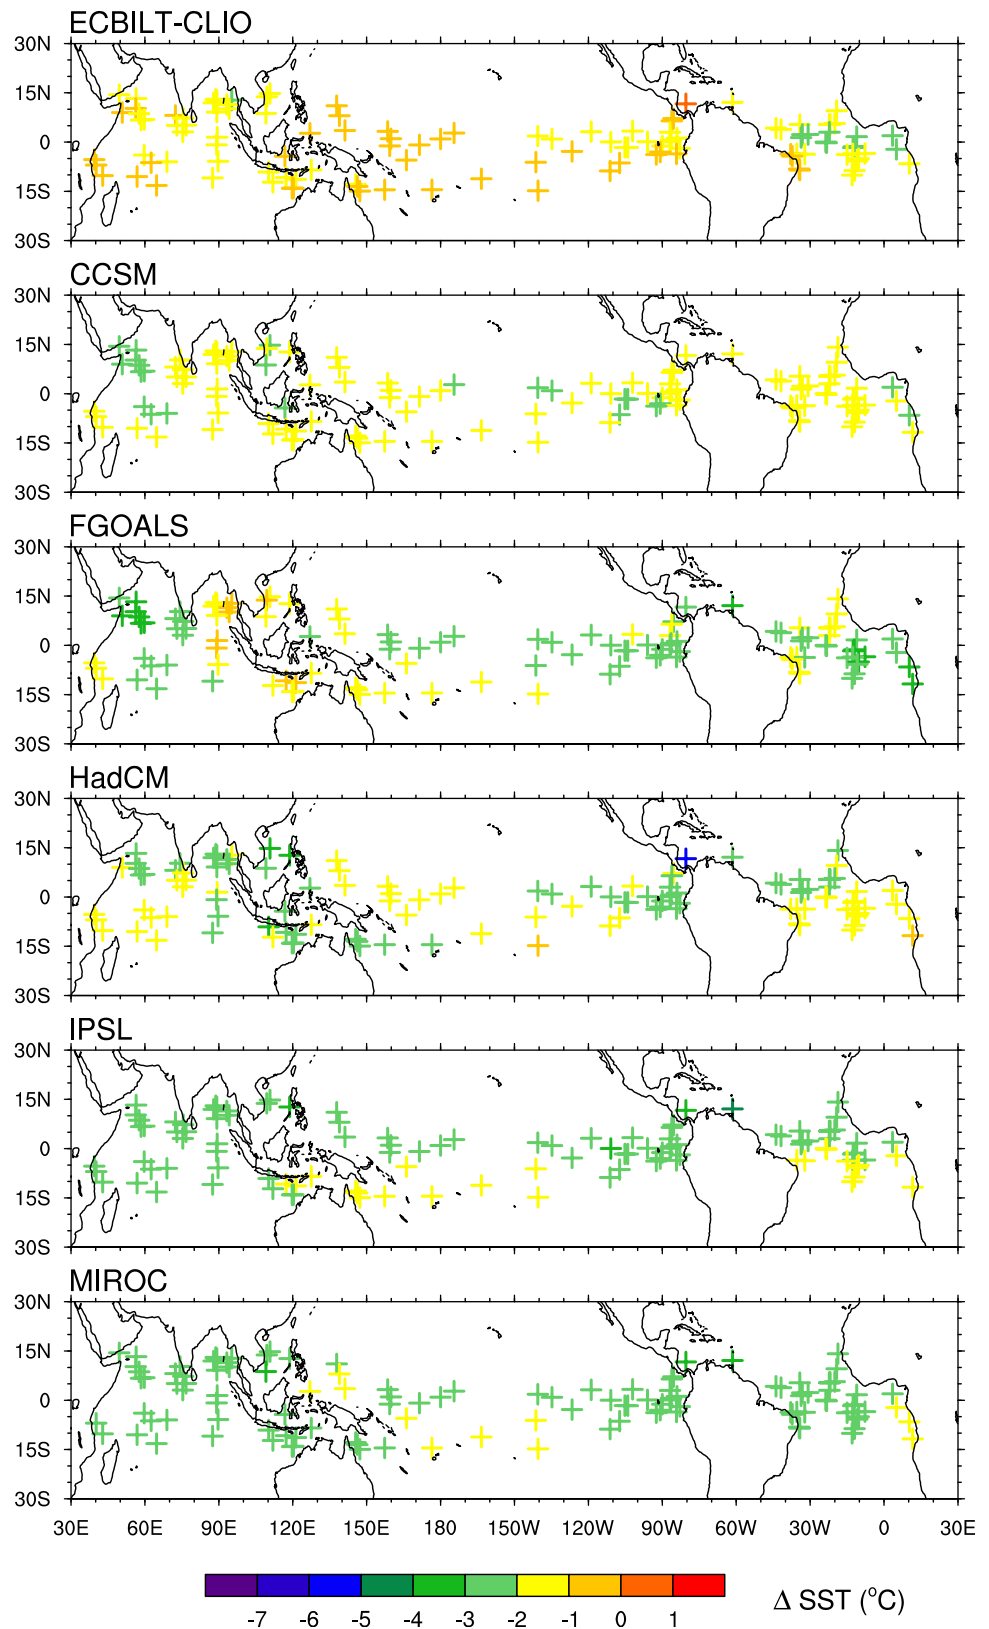 ECBILT-CLIO
30N
15N
0
15S
30S
CCSM
30N
15N
0
15S
30S
FGOALS
30N
15N
0
15S
30S
HadCM
30N
15N
0
15S
30S
IPSL
30N
15N
0
15S
30S
MIROC
30N
15N
0
15S
30S
30E 60E 90E 120E 150E 180 150W 120W 90W 60W 30W 0 30E
-7 -6 -5 -4 -3 -2 -1 0 1
Δ SST (°C)